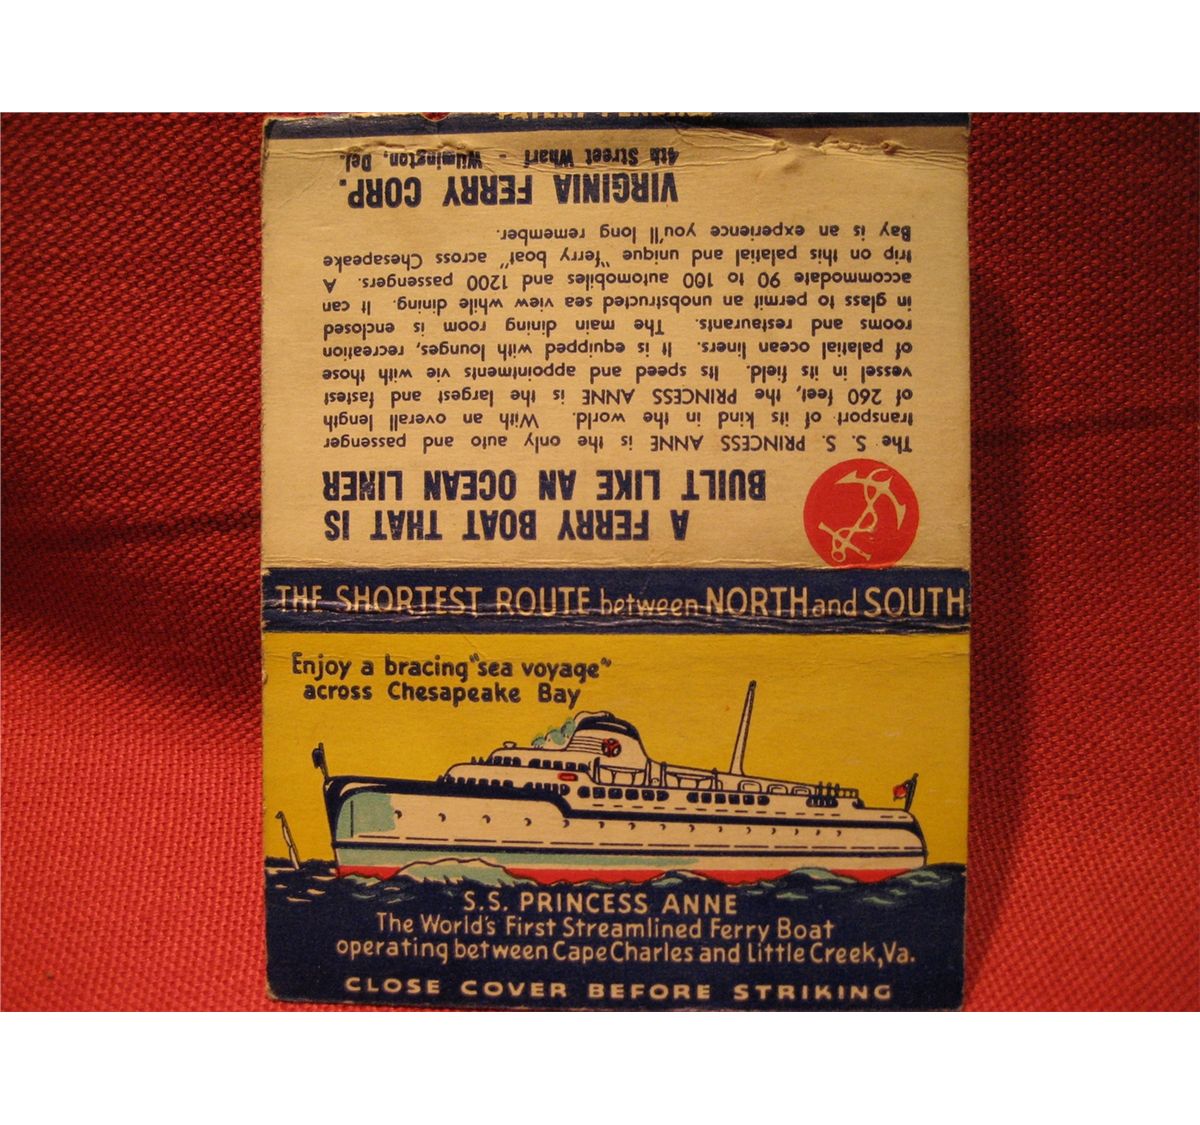 THE SHORTEST ROUTE between NORTH and SOUTH
Enjoy a bracing "sea voyage"
across Chesapeake Bay
S.S. PRINCESS ANNE
The World's First Streamlined Ferry Boat
operating between Cape Charles and Little Creek, Va.
CLOSE COVER BEFORE STRIKING
A FERRY BOAT THAT IS
BUILT LIKE AN OCEAN LINER
The S. S. PRINCESS ANNE is the only auto and passenger
transport of its kind in the world. With an overall length
of 260 feet, the PRINCESS ANNE is the largest and fastest
vessel in its field. Its speed and appointments vie with those
of palatial ocean liners. It is equipped with lounges, recreation
rooms and restaurants. The main dining room is enclosed
in glass to permit an unobstructed sea view while dining. It can
accommodate 90 to 100 automobiles and 1200 passengers. A
trip on this palatial and unique "ferry boat" across Chesapeake
Bay is an experience you'll long remember.
VIRGINIA FERRY CORP.
4th Street Wharf - Wilmington, Del.